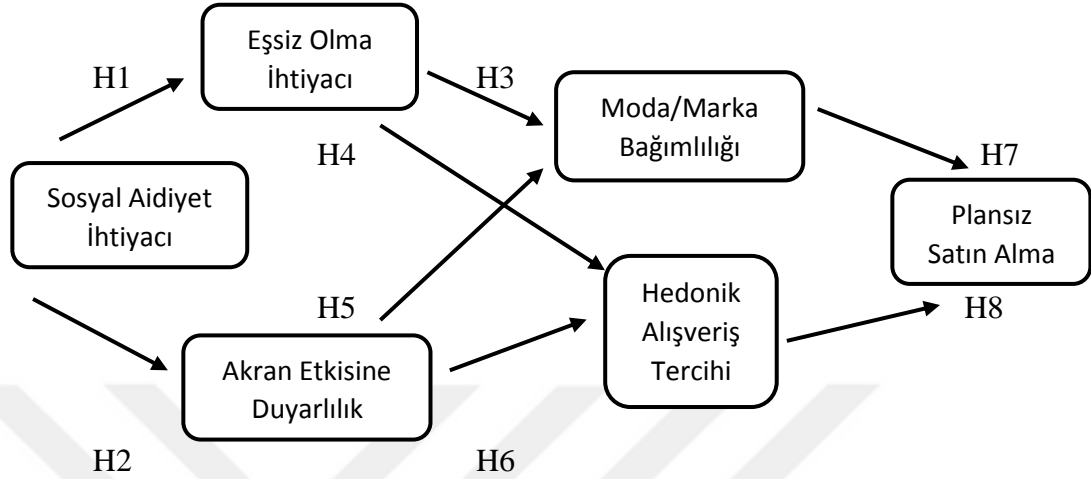 Eşsiz Olma
İhtiyacı
H1
H3
Moda/Marka
Bağımlılığı
H4
H7
Sosyal Aidiyet
İhtiyacı
Plansız
Satın Alma
Hedonik
Alışveriş
Tercihi
H5
H8
Akran Etkisine
Duyarlılık
H2
H6